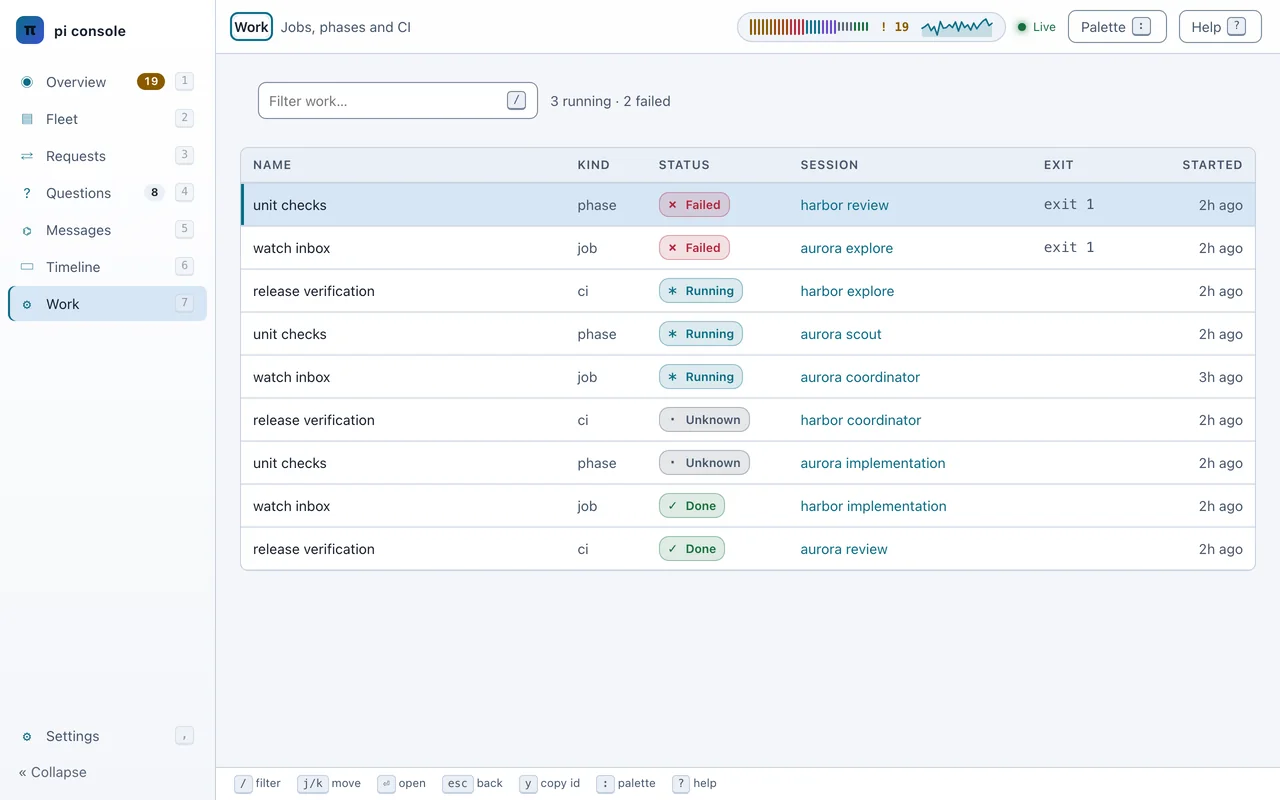 π pi console
Overview 19 1
Fleet 2
Requests 3
? Questions 8 4
Messages 5
Timeline 6
Work 7
Settings ,
« Collapse
Work Jobs, phases and CI ! 19 Live Palette : Help ?
Filter work... / 3 running · 2 failed
NAME KIND STATUS SESSION EXIT STARTED
unit checks phase × Failed harbor review exit 1 2h ago
watch inbox job × Failed aurora explore exit 1 2h ago
release verification ci * Running harbor explore 2h ago
unit checks phase * Running aurora scout 2h ago
watch inbox job * Running aurora coordinator 3h ago
release verification ci · Unknown harbor coordinator 2h ago
unit checks phase · Unknown aurora implementation 2h ago
watch inbox job ✓ Done harbor implementation 2h ago
release verification ci ✓ Done aurora review 2h ago
/ filter j/k move ⏎ open esc back y copy id : palette ? help